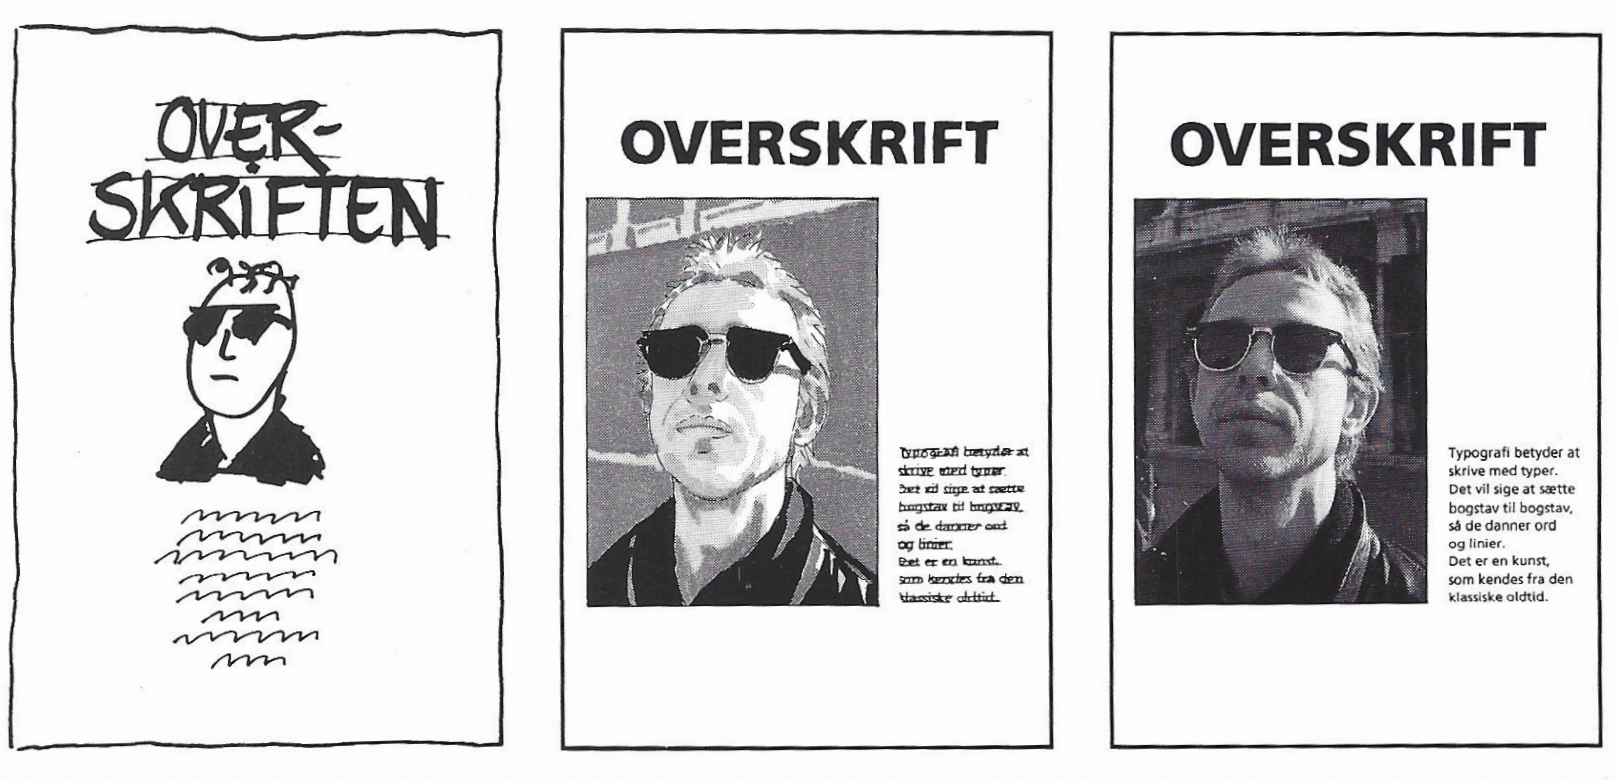 OVER-
SKRIFTEN
OVERSKRIFT
Typografi betyder at
skrive med typer.
Det vil sige at sætte
bogstav til bogstav,
så de danner ord
og linier.
Det er en kunst,
som kendes fra den
klassiske oldtid.
OVERSKRIFT
Typografi betyder at
skrive med typer.
Det vil sige at sætte
bogstav til bogstav,
så de danner ord
og linier.
Det er en kunst,
som kendes fra den
klassiske oldtid.